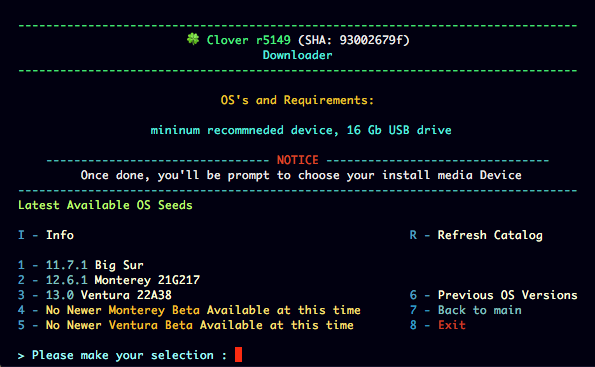 --------------------------------------------------------------------------------
🍀 Clover r5149 (SHA: 93002679f)
Downloader
--------------------------------------------------------------------------------
OS's and Requirements:
mininum recommneded device, 16 Gb USB drive
-------------------------------- NOTICE --------------------------------
Once done, you'll be prompt to choose your install media Device
--------------------------------------------------------------------------------
Latest Available OS Seeds
I - Info R - Refresh Catalog
1 - 11.7.1 Big Sur
2 - 12.6.1 Monterey 21G217
3 - 13.0 Ventura 22A38 6 - Previous OS Versions
4 - No Newer Monterey Beta Available at this time 7 - Back to main
5 - No Newer Ventura Beta Available at this time 8 - Exit
> Please make your selection :